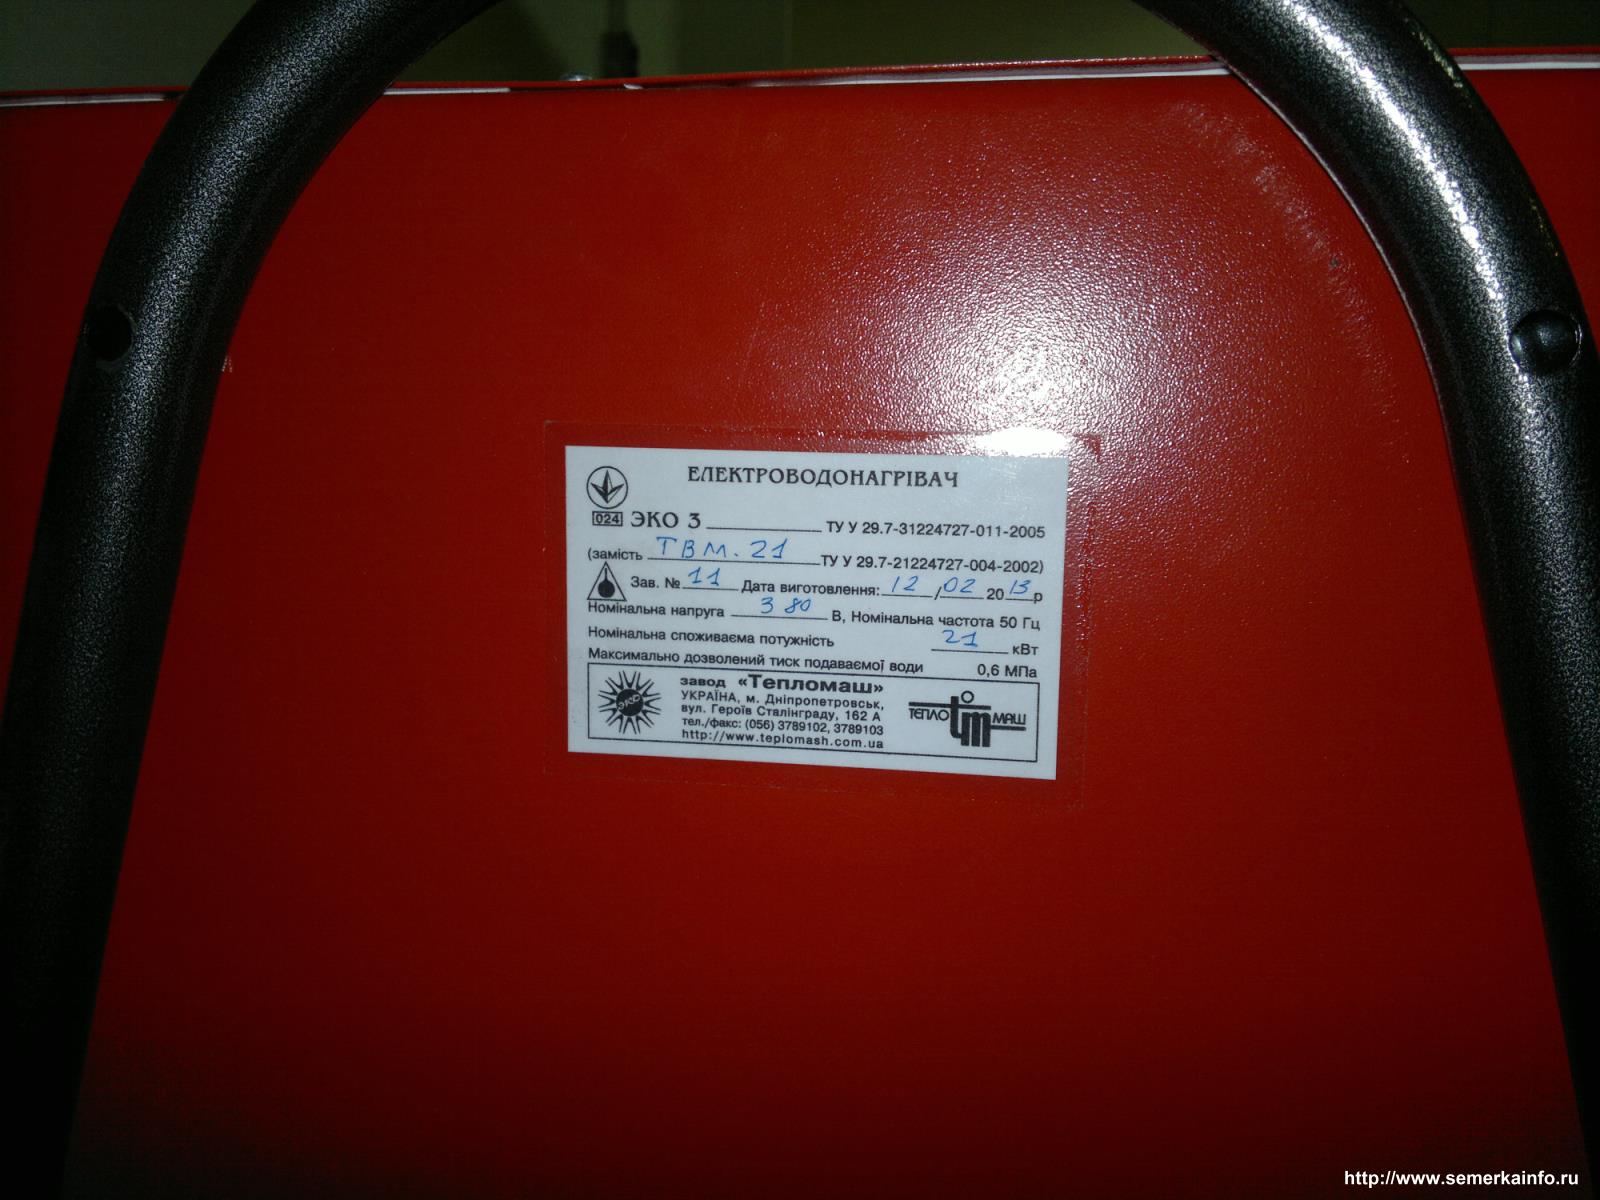 ЕЛЕКТРОВОДОНАГРІВАЧ
024 ЭКО 3 ТУ У 29.7-31224727-011-2005
(замість ТВМ. 21 ТУ У 29.7-21224727-004-2002)
Зав. № 11 Дата виготовлення: 12 / 02 2013 р
Номінальна напруга 380 В, Номінальна частота 50 Гц
Номінальна споживаєма потужність 21 кВт
Максимально дозволений тиск подаваємої води 0,6 МПа
завод «Тепломаш»
УКРАЇНА, м. Дніпропетровськ,
вул. Героїв Сталінграду, 162 А
тел./факс: (056) 3789102, 3789103
http://www.teplomash.com.ua
ЭКО
ТЕПЛО тm МАШ
http://www.semerkainfo.ru